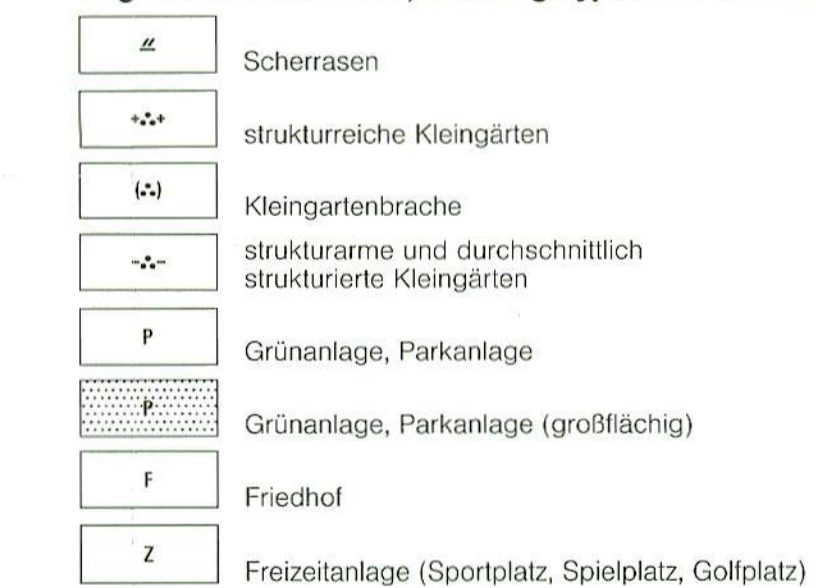 Scherrasen
strukturreiche Kleingärten
Kleingartenbrache
strukturarme und durchschnittlich
strukturierte Kleingärten
P
Grünanlage, Parkanlage
P
Grünanlage, Parkanlage (großflächig)
F
Friedhof
Z
Freizeitanlage (Sportplatz, Spielplatz, Golfplatz)